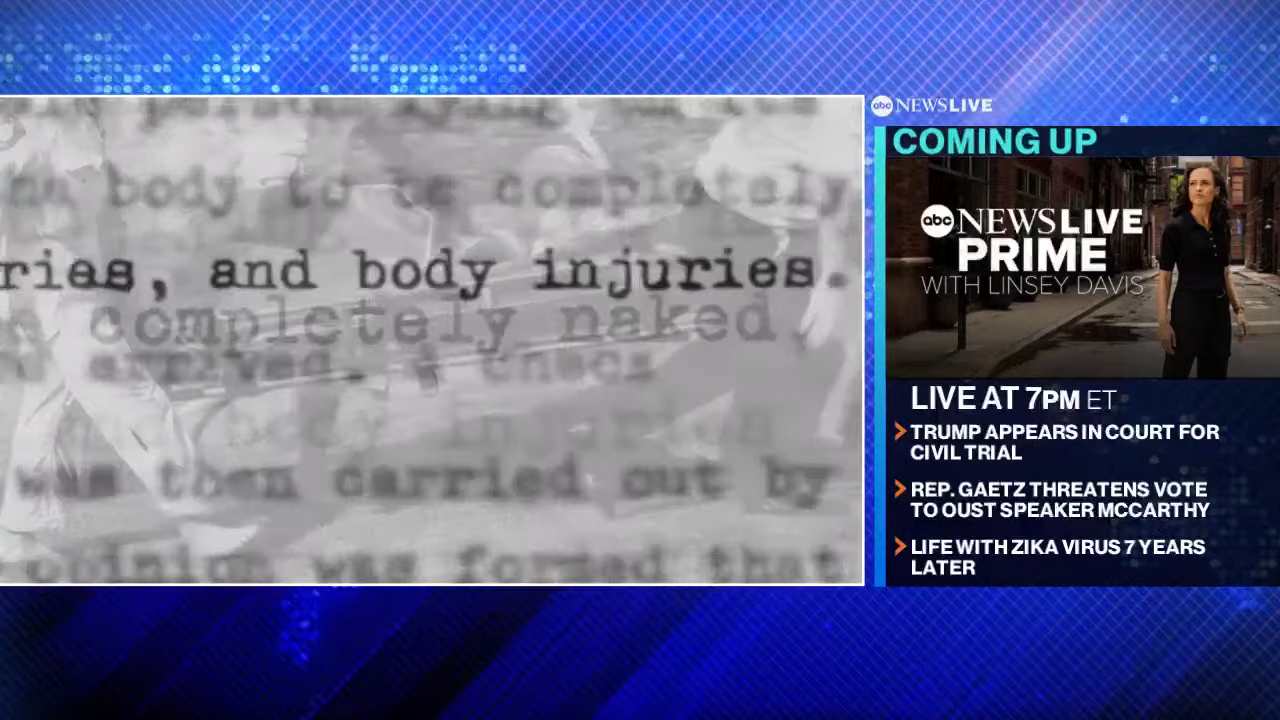 body to be completely
and body injuries.
completely naked
arrived. A check
was then carried out by
opinion was formed that
abc NEWS LIVE
COMING UP
abc NEWS LIVE
PRIME
WITH LINSEY DAVIS
LIVE AT 7PM ET
TRUMP APPEARS IN COURT FOR
CIVIL TRIAL
REP. GAETZ THREATENS VOTE
TO OUST SPEAKER MCCARTHY
LIFE WITH ZIKA VIRUS 7 YEARS
LATER